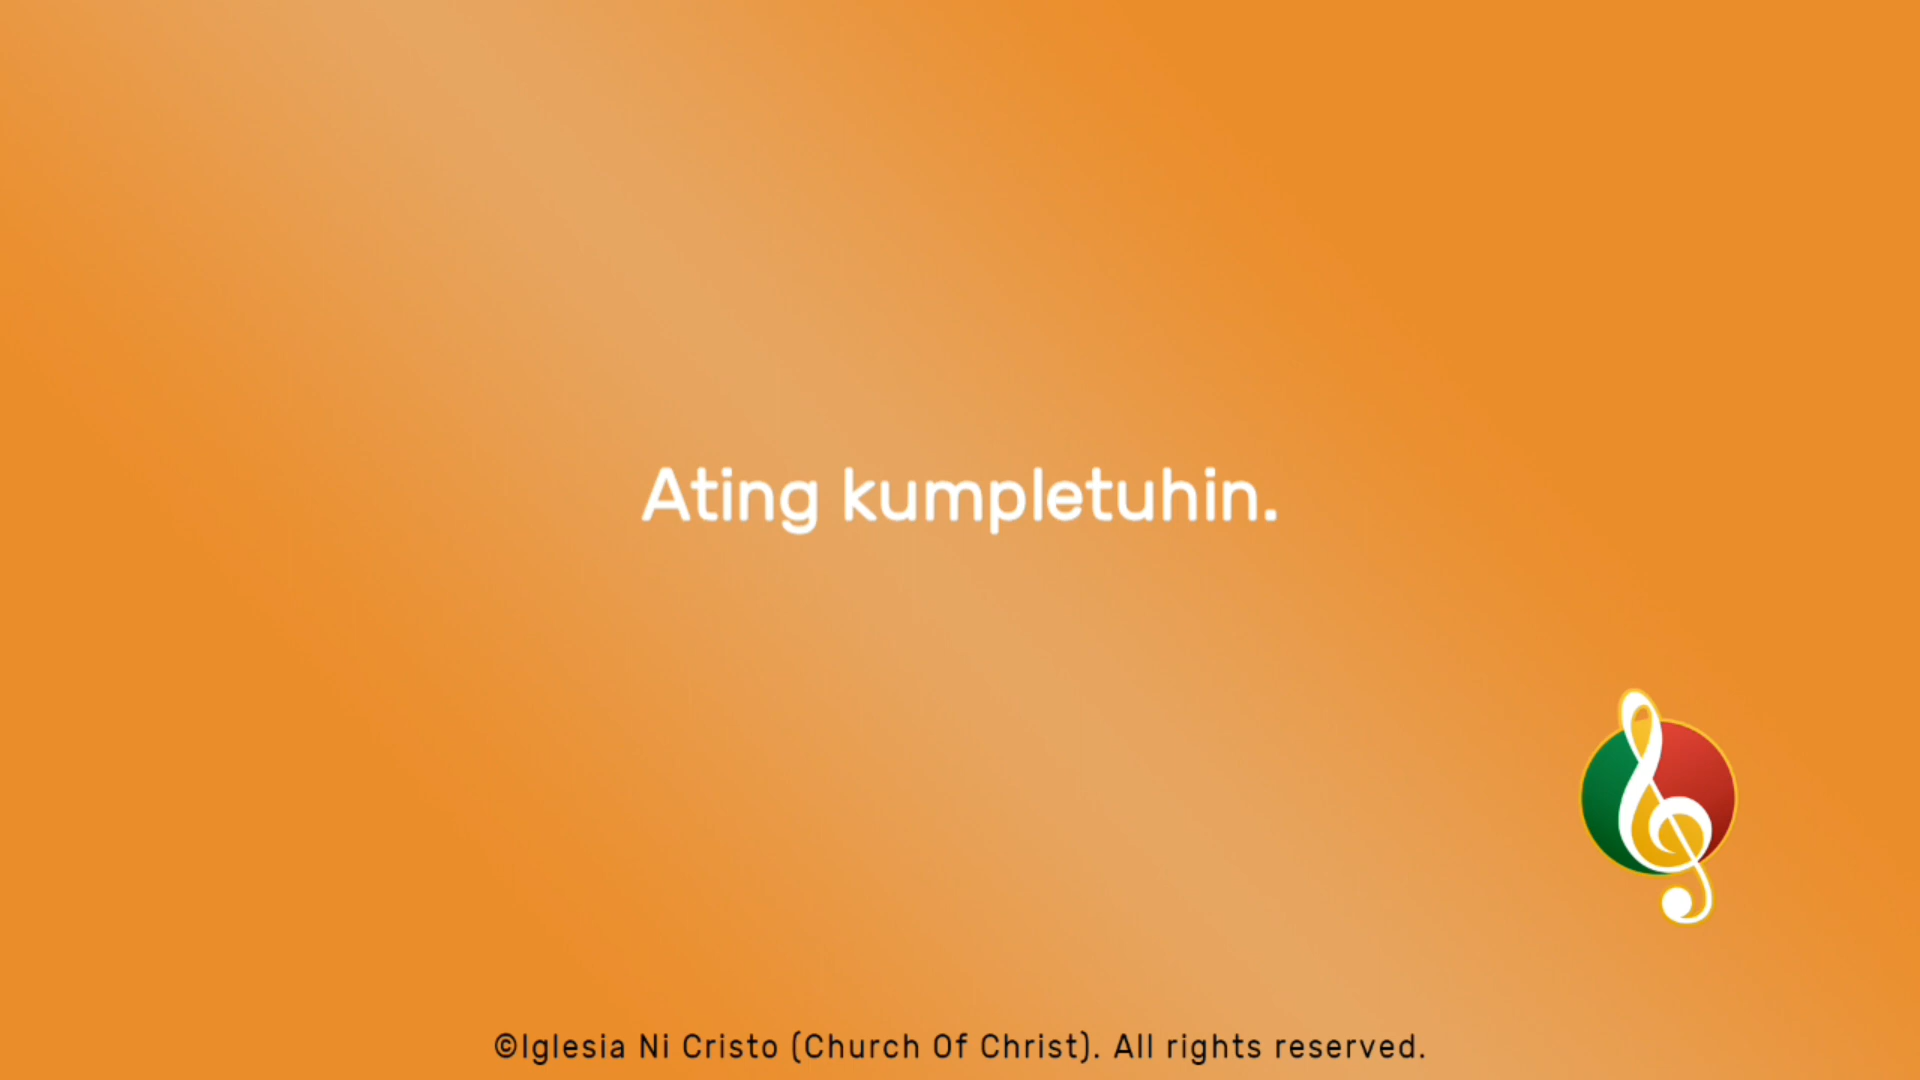 Ating kumpletuhin.
©Iglesia Ni Cristo (Church Of Christ). All rights reserved.